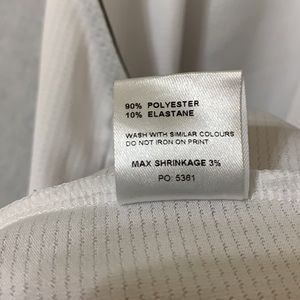 90% POLYESTER
10% ELASTANE
WASH WITH SIMILAR COLOURS
DO NOT IRON ON PRINT
MAX SHRINKAGE 3%
PO: 5361